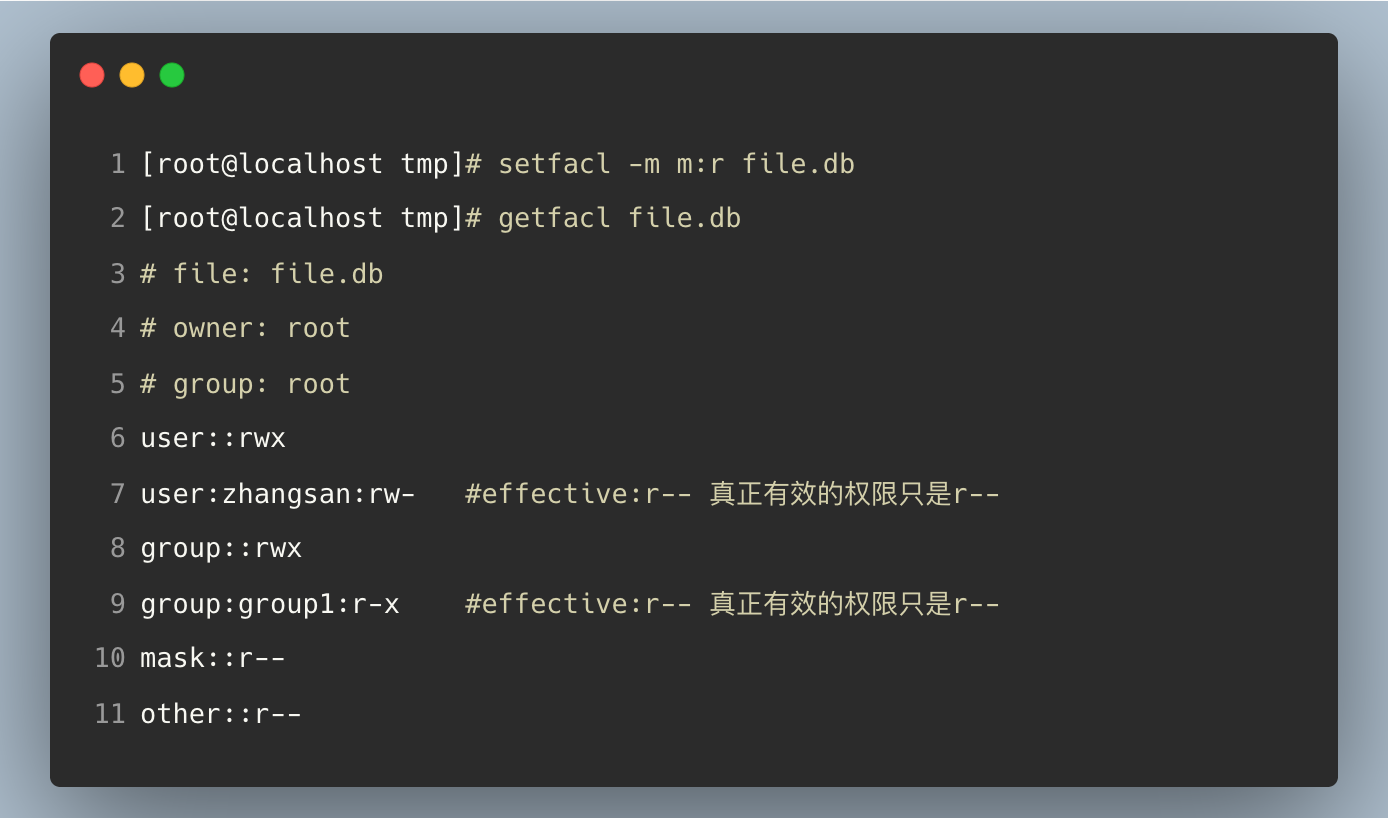 1 [root@localhost tmp]# setfacl -m m:r file.db
2 [root@localhost tmp]# getfacl file.db
3 # file: file.db
4 # owner: root
5 # group: root
6 user::rwx
7 user:zhangsan:rw-   #effective:r-- 真正有效的权限只是r--
8 group::rwx
9 group:group1:r-x    #effective:r-- 真正有效的权限只是r--
10 mask::r--
11 other::r--